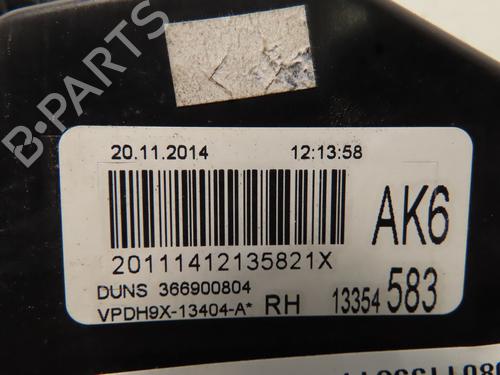 B-PARTS
20.11.2014 12:13:58
20111412135821X
AK6
DUNS 366900804
VPDH9X-13404-A* RH 13354 583